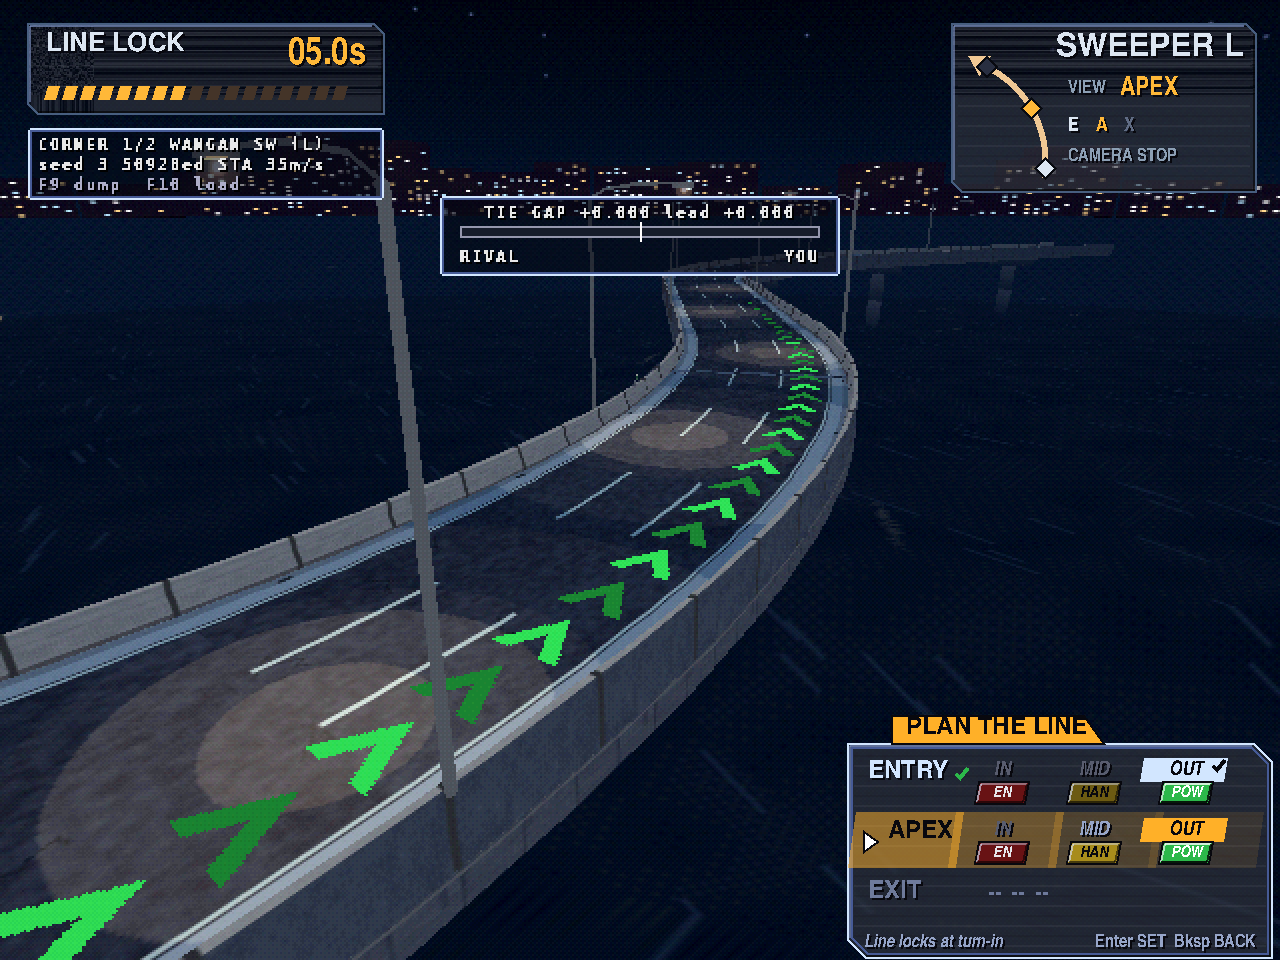 LINE LOCK
05.0s
CORNER 1/2 WANGAN SW (L)
seed 3 50928ed STA 35m/s
F9 dump F10 load
TIE GAP +0.000 lead +0.000
RIVAL YOU
SWEEPER L
VIEW APEX
E A X
CAMERA STOP
PLAN THE LINE
ENTRY IN MID OUT
EN HAN POW
APEX IN MID OUT
EN HAN POW
EXIT -- -- --
Line locks at turn-in Enter SET Bksp BACK